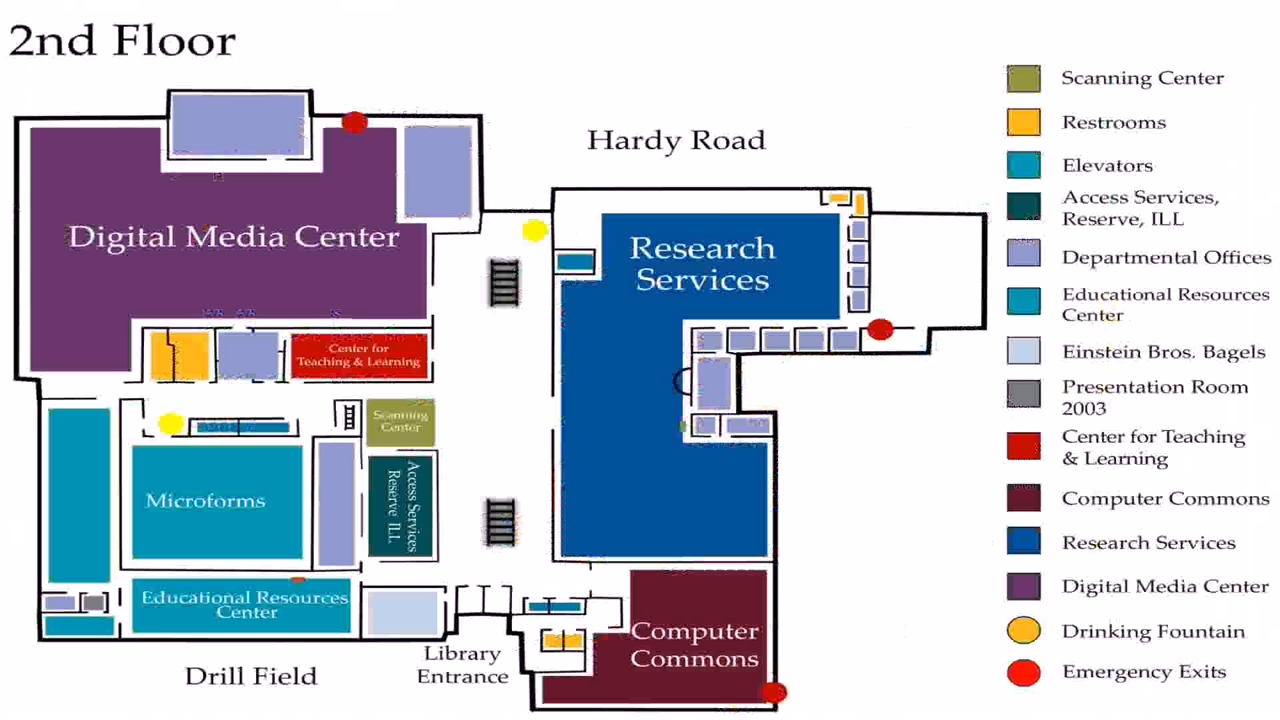 2nd Floor
Hardy Road
Digital Media Center
Research
Services
Center for
Teaching & Learning
Scanning
Center
Microforms
Access Services
Reserve ILL
Educational Resources
Center
Computer
Commons
Library
Entrance
Drill Field
Scanning Center
Restrooms
Elevators
Access Services,
Reserve, ILL
Departmental Offices
Educational Resources
Center
Einstein Bros. Bagels
Presentation Room
2003
Center for Teaching
& Learning
Computer Commons
Research Services
Digital Media Center
Drinking Fountain
Emergency Exits